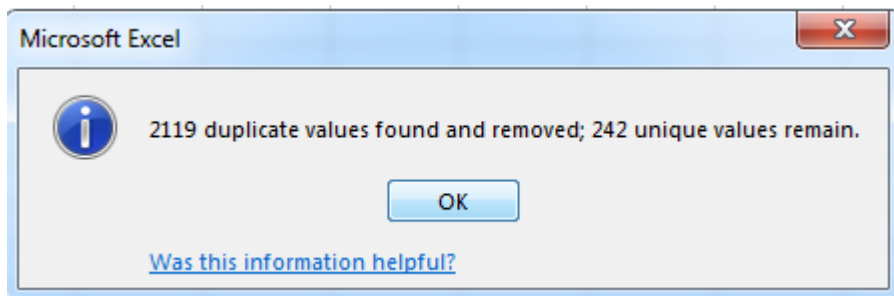 Microsoft Excel
2119 duplicate values found and removed; 242 unique values remain.
OK
Was this information helpful?